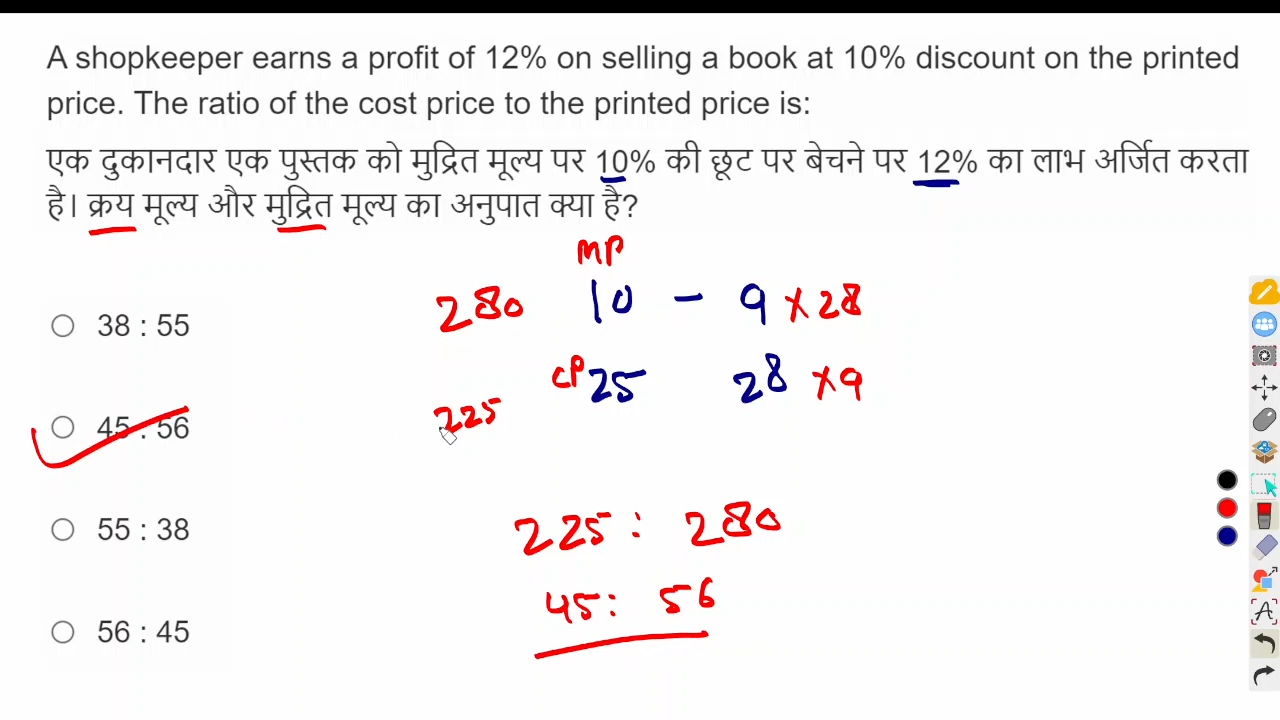 A shopkeeper earns a profit of 12% on selling a book at 10% discount on the printed
price. The ratio of the cost price to the printed price is:
एक दुकानदार एक पुस्तक को मुद्रित मूल्य पर 10% की छूट पर बेचने पर 12% का लाभ अर्जित करता
है। क्रय मूल्य और मुद्रित मूल्य का अनुपात क्या है?
MP
38 : 55
280 10 – 9 × 28
CP 25 28 × 9
225
45 : 56
55 : 38
225 : 280
45 : 56
56 : 45
A